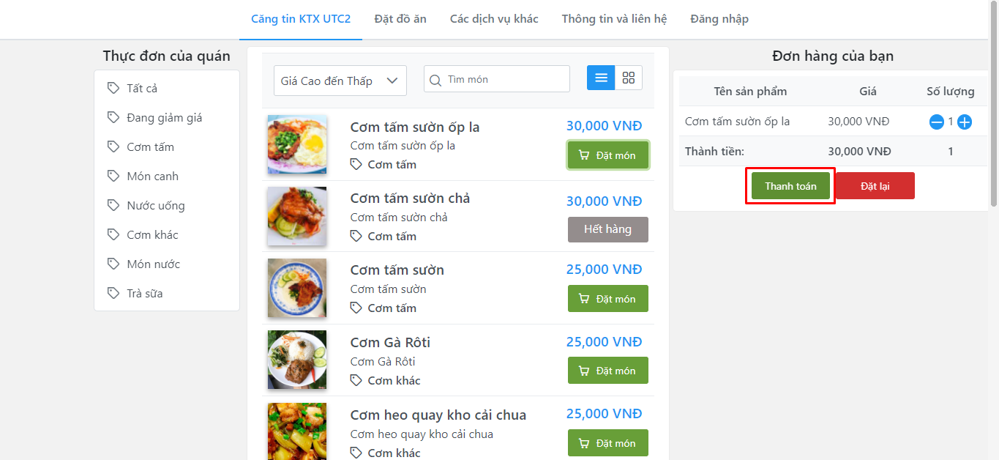 Căng tin KTX UTC2 Đặt đồ ăn Các dịch vụ khác Thông tin và liên hệ Đăng nhập
Thực đơn của quán
Tất cả
Đang giảm giá
Cơm tấm
Món canh
Nước uống
Cơm khác
Món nước
Trà sữa
Giá Cao đến Thấp
Tìm món
Cơm tấm sườn ốp la
Cơm tấm sườn ốp la
Cơm tấm
30,000 VNĐ
Đặt món
Cơm tấm sườn chả
Cơm tấm sườn chả
Cơm tấm
30,000 VNĐ
Hết hàng
Cơm tấm sườn
Cơm tấm sườn
Cơm tấm
25,000 VNĐ
Đặt món
Cơm Gà Rôti
Cơm Gà Rôti
Cơm khác
25,000 VNĐ
Đặt món
Cơm heo quay kho cải chua
Cơm heo quay kho cải chua
Cơm khác
25,000 VNĐ
Đặt món
Đơn hàng của bạn
Tên sản phẩm Giá Số lượng
Cơm tấm sườn ốp la 30,000 VNĐ 1
Thành tiền: 30,000 VNĐ 1
Thanh toán Đặt lại